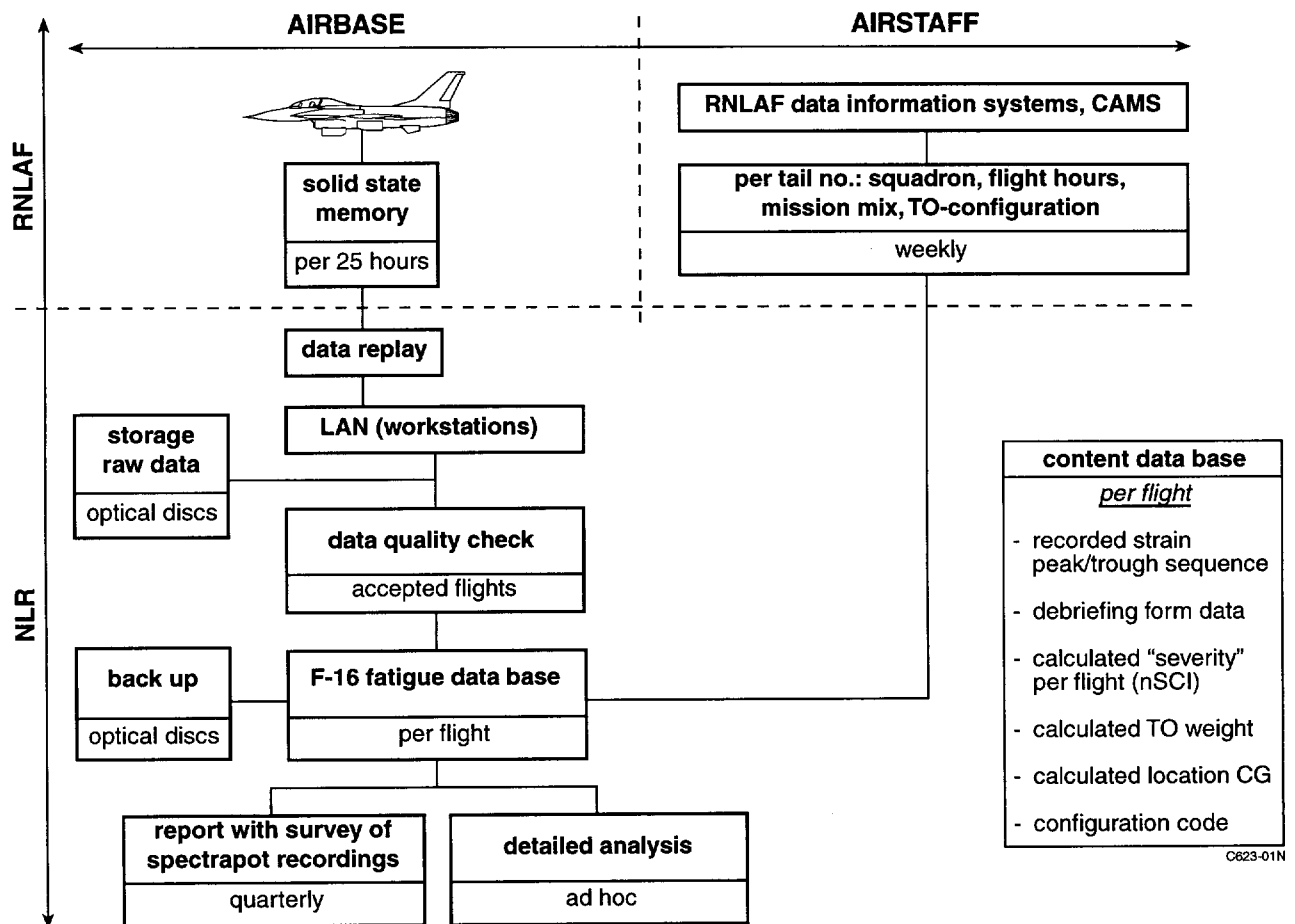 AIRBASE
AIRSTAFF
RNLAF
solid state
memory
per 25 hours
RNLAF data information systems, CAMS
per tail no.: squadron, flight hours,
mission mix, TO-configuration
weekly
NLR
data replay
LAN (workstations)
storage
raw data
optical discs
data quality check
accepted flights
back up
optical discs
F-16 fatigue data base
per flight
report with survey of
spectrapot recordings
quarterly
detailed analysis
ad hoc
content data base
per flight
- recorded strain
peak/trough sequence
- debriefing form data
- calculated "severity"
per flight (nSCI)
- calculated TO weight
- calculated location CG
- configuration code
C623-01N